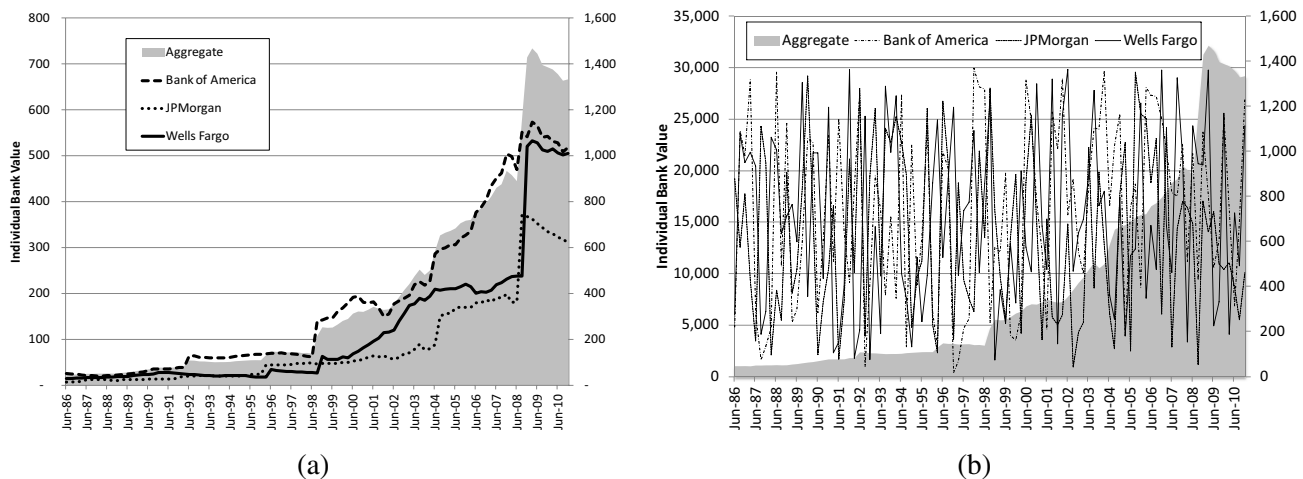 Individual Bank Value
800
700
600
500
400
300
200
100
-
1,600
1,400
1,200
1,000
800
600
400
200
-
Aggregate
Bank of America
JPMorgan
Wells Fargo
Jun-86
Jun-87
Jun-88
Jun-89
Jun-90
Jun-91
Jun-92
Jun-93
Jun-94
Jun-95
Jun-96
Jun-97
Jun-98
Jun-99
Jun-00
Jun-01
Jun-02
Jun-03
Jun-04
Jun-05
Jun-06
Jun-07
Jun-08
Jun-09
Jun-10
(a)
Individual Bank Value
35,000
30,000
25,000
20,000
15,000
10,000
5,000
0
1,600
1,400
1,200
1,000
800
600
400
200
0
Aggregate Bank of America JPMorgan Wells Fargo
Jun-86
Jun-87
Jun-88
Jun-89
Jun-90
Jun-91
Jun-92
Jun-93
Jun-94
Jun-95
Jun-96
Jun-97
Jun-98
Jun-99
Jun-00
Jun-01
Jun-02
Jun-03
Jun-04
Jun-05
Jun-06
Jun-07
Jun-08
Jun-09
Jun-10
(b)